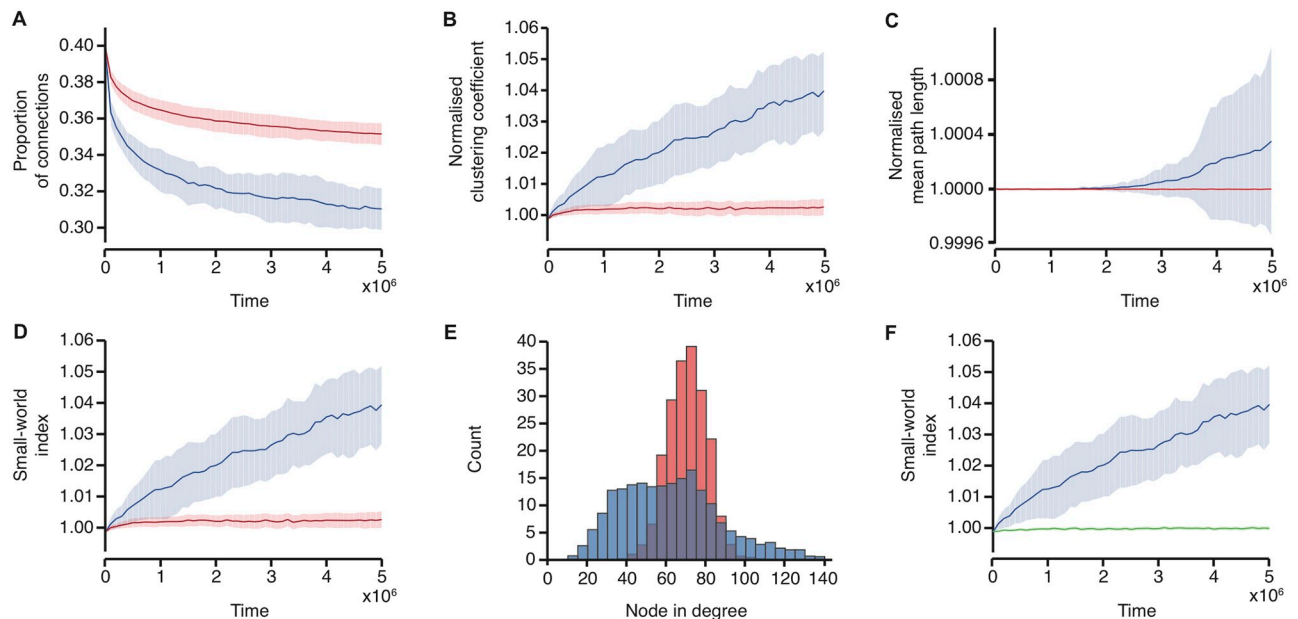 A
Proportion
of connections
0.40
0.38
0.36
0.34
0.32
0.30
0
1
2
3
4
5
x10⁶
Time
B
Normalised
clustering coefficient
1.06
1.05
1.04
1.03
1.02
1.01
1.00
0
1
2
3
4
5
x10⁶
Time
C
Normalised
mean path length
1.0008
1.0004
1.0000
0.9996
0
1
2
3
4
5
x10⁶
Time
D
Small-world
index
1.06
1.05
1.04
1.03
1.02
1.01
1.00
0
1
2
3
4
5
x10⁶
Time
E
Count
40
35
30
25
20
15
10
5
0
0
20
40
60
80
100
120
140
Node in degree
F
Small-world
index
1.06
1.05
1.04
1.03
1.02
1.01
1.00
0
1
2
3
4
5
x10⁶
Time